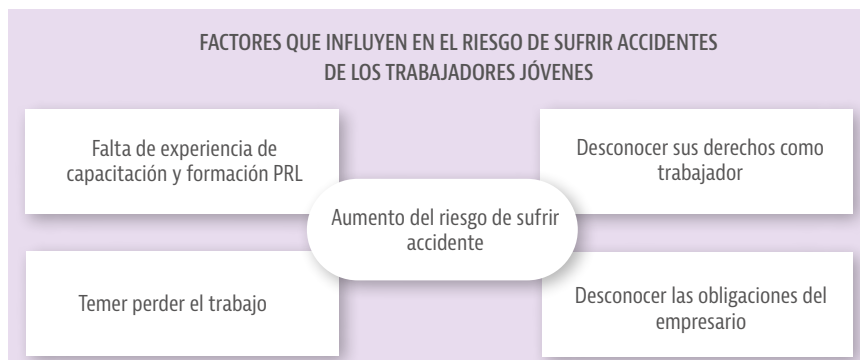 FACTORES QUE INFLUYEN EN EL RIESGO DE SUFRIR ACCIDENTES
DE LOS TRABAJADORES JÓVENES
Falta de experiencia de
capacitación y formación PRL
Desconocer sus derechos como
trabajador
Aumento del riesgo de sufrir
accidente
Temer perder el trabajo
Desconocer las obligaciones del
empresario